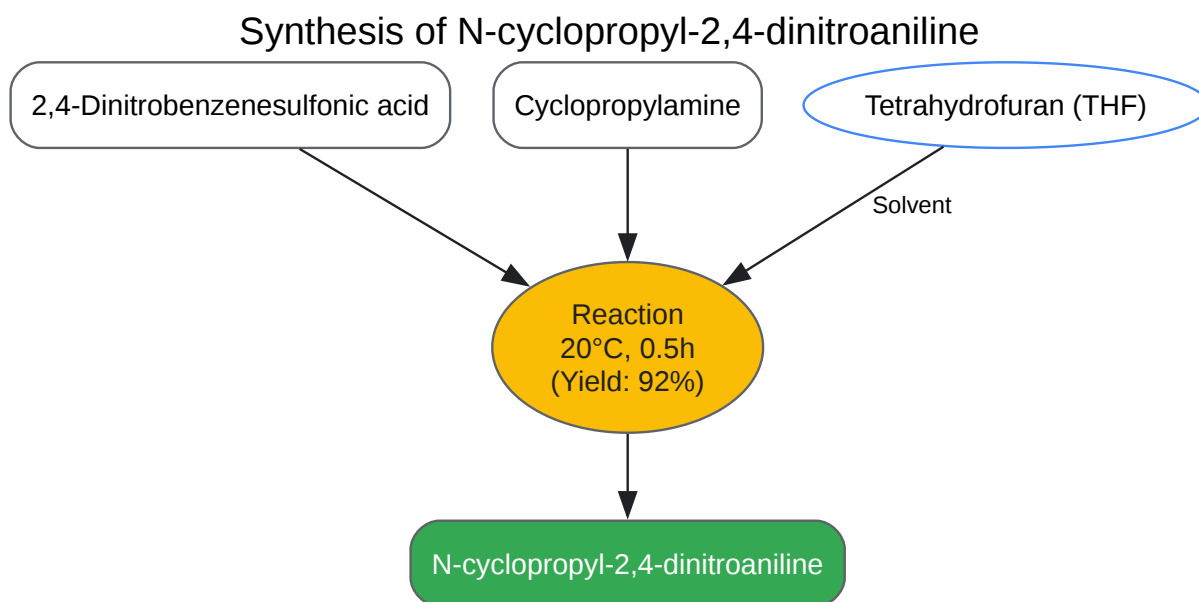 Synthesis of N-cyclopropyl-2,4-dinitroaniline
2,4-Dinitrobenzenesulfonic acid
Cyclopropylamine
Tetrahydrofuran (THF)
Solvent
Reaction
20°C, 0.5h
(Yield: 92%)
N-cyclopropyl-2,4-dinitroaniline